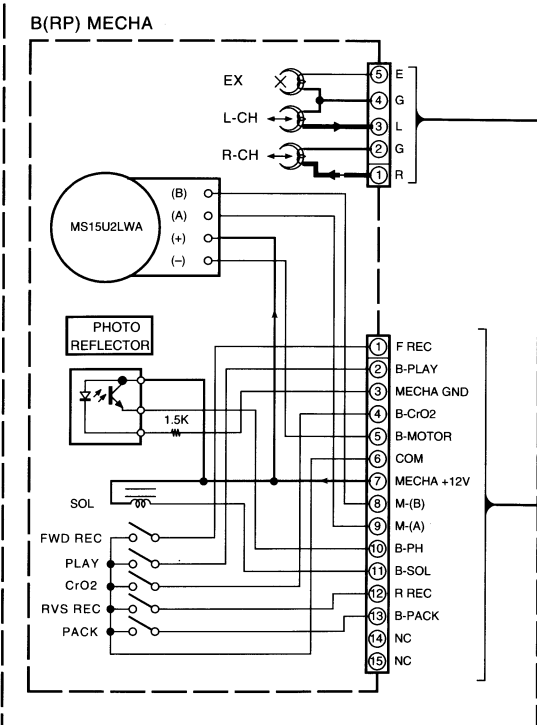 B(RP) MECHA
EX
L-CH
R-CH
5 E
4 G
3 L
2 G
1 R
MS15U2LWA
(B)
(A)
(+)
(−)
PHOTO
REFLECTOR
1.5K
SOL
FWD REC
PLAY
CrO2
RVS REC
PACK
1 F REC
2 B-PLAY
3 MECHA GND
4 B-CrO2
5 B-MOTOR
6 COM
7 MECHA +12V
8 M-(B)
9 M-(A)
10 B-PH
11 B-SOL
12 R REC
13 B-PACK
14 NC
15 NC